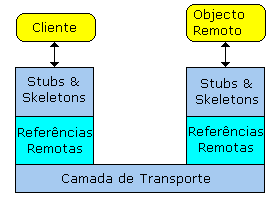 Cliente
Objecto
Remoto
Stubs &
Skeletons
Stubs &
Skeletons
Referências
Remotas
Referências
Remotas
Camada de Transporte